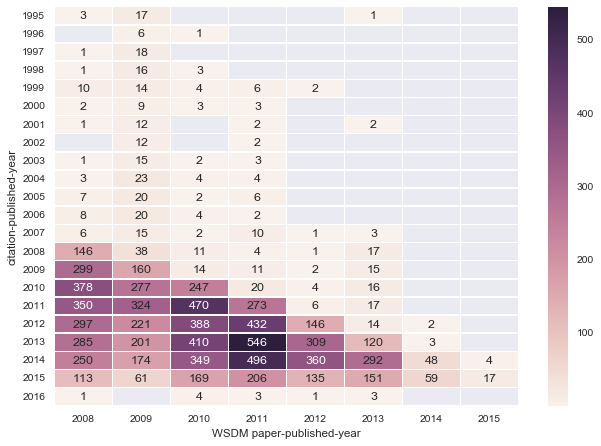 1995 3 17 1
1996 6 1
1997 1 18
1998 1 16 3
1999 10 14 4 6 2
2000 2 9 3 3
2001 1 12 2 2
2002 12 2
2003 1 15 2 3
2004 3 23 4 4
2005 7 20 2 6
2006 8 20 4 2
2007 6 15 2 10 1 3
2008 146 38 11 4 1 17
2009 299 160 14 11 2 15
2010 378 277 247 20 4 16
2011 350 324 470 273 6 17
2012 297 221 388 432 146 14 2
2013 285 201 410 546 309 120 3
2014 250 174 349 496 360 292 48 4
2015 113 61 169 206 135 151 59 17
2016 1 4 3 1 3
2008 2009 2010 2011 2012 2013 2014 2015
WSDM paper-published-year
citation-published-year
500
400
300
200
100